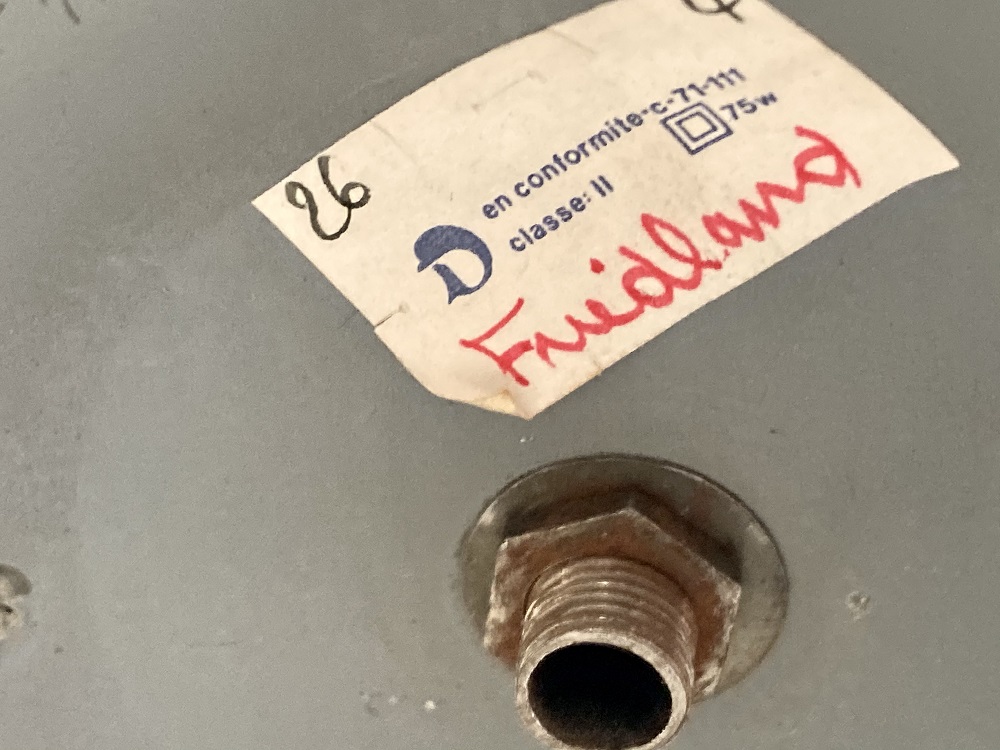 26
en conformite-c-71-111
classe: II
75w
D
Friedland